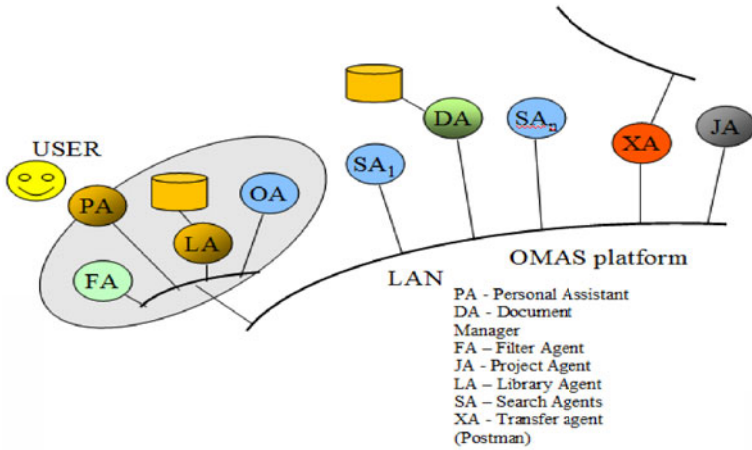 USER
PA
LA
OA
FA
SA1
DA
SAn
XA
JA
LAN
OMAS platform
PA - Personal Assistant
DA - Document
Manager
FA – Filter Agent
JA - Project Agent
LA – Library Agent
SA – Search Agents
XA - Transfer agent
(Postman)